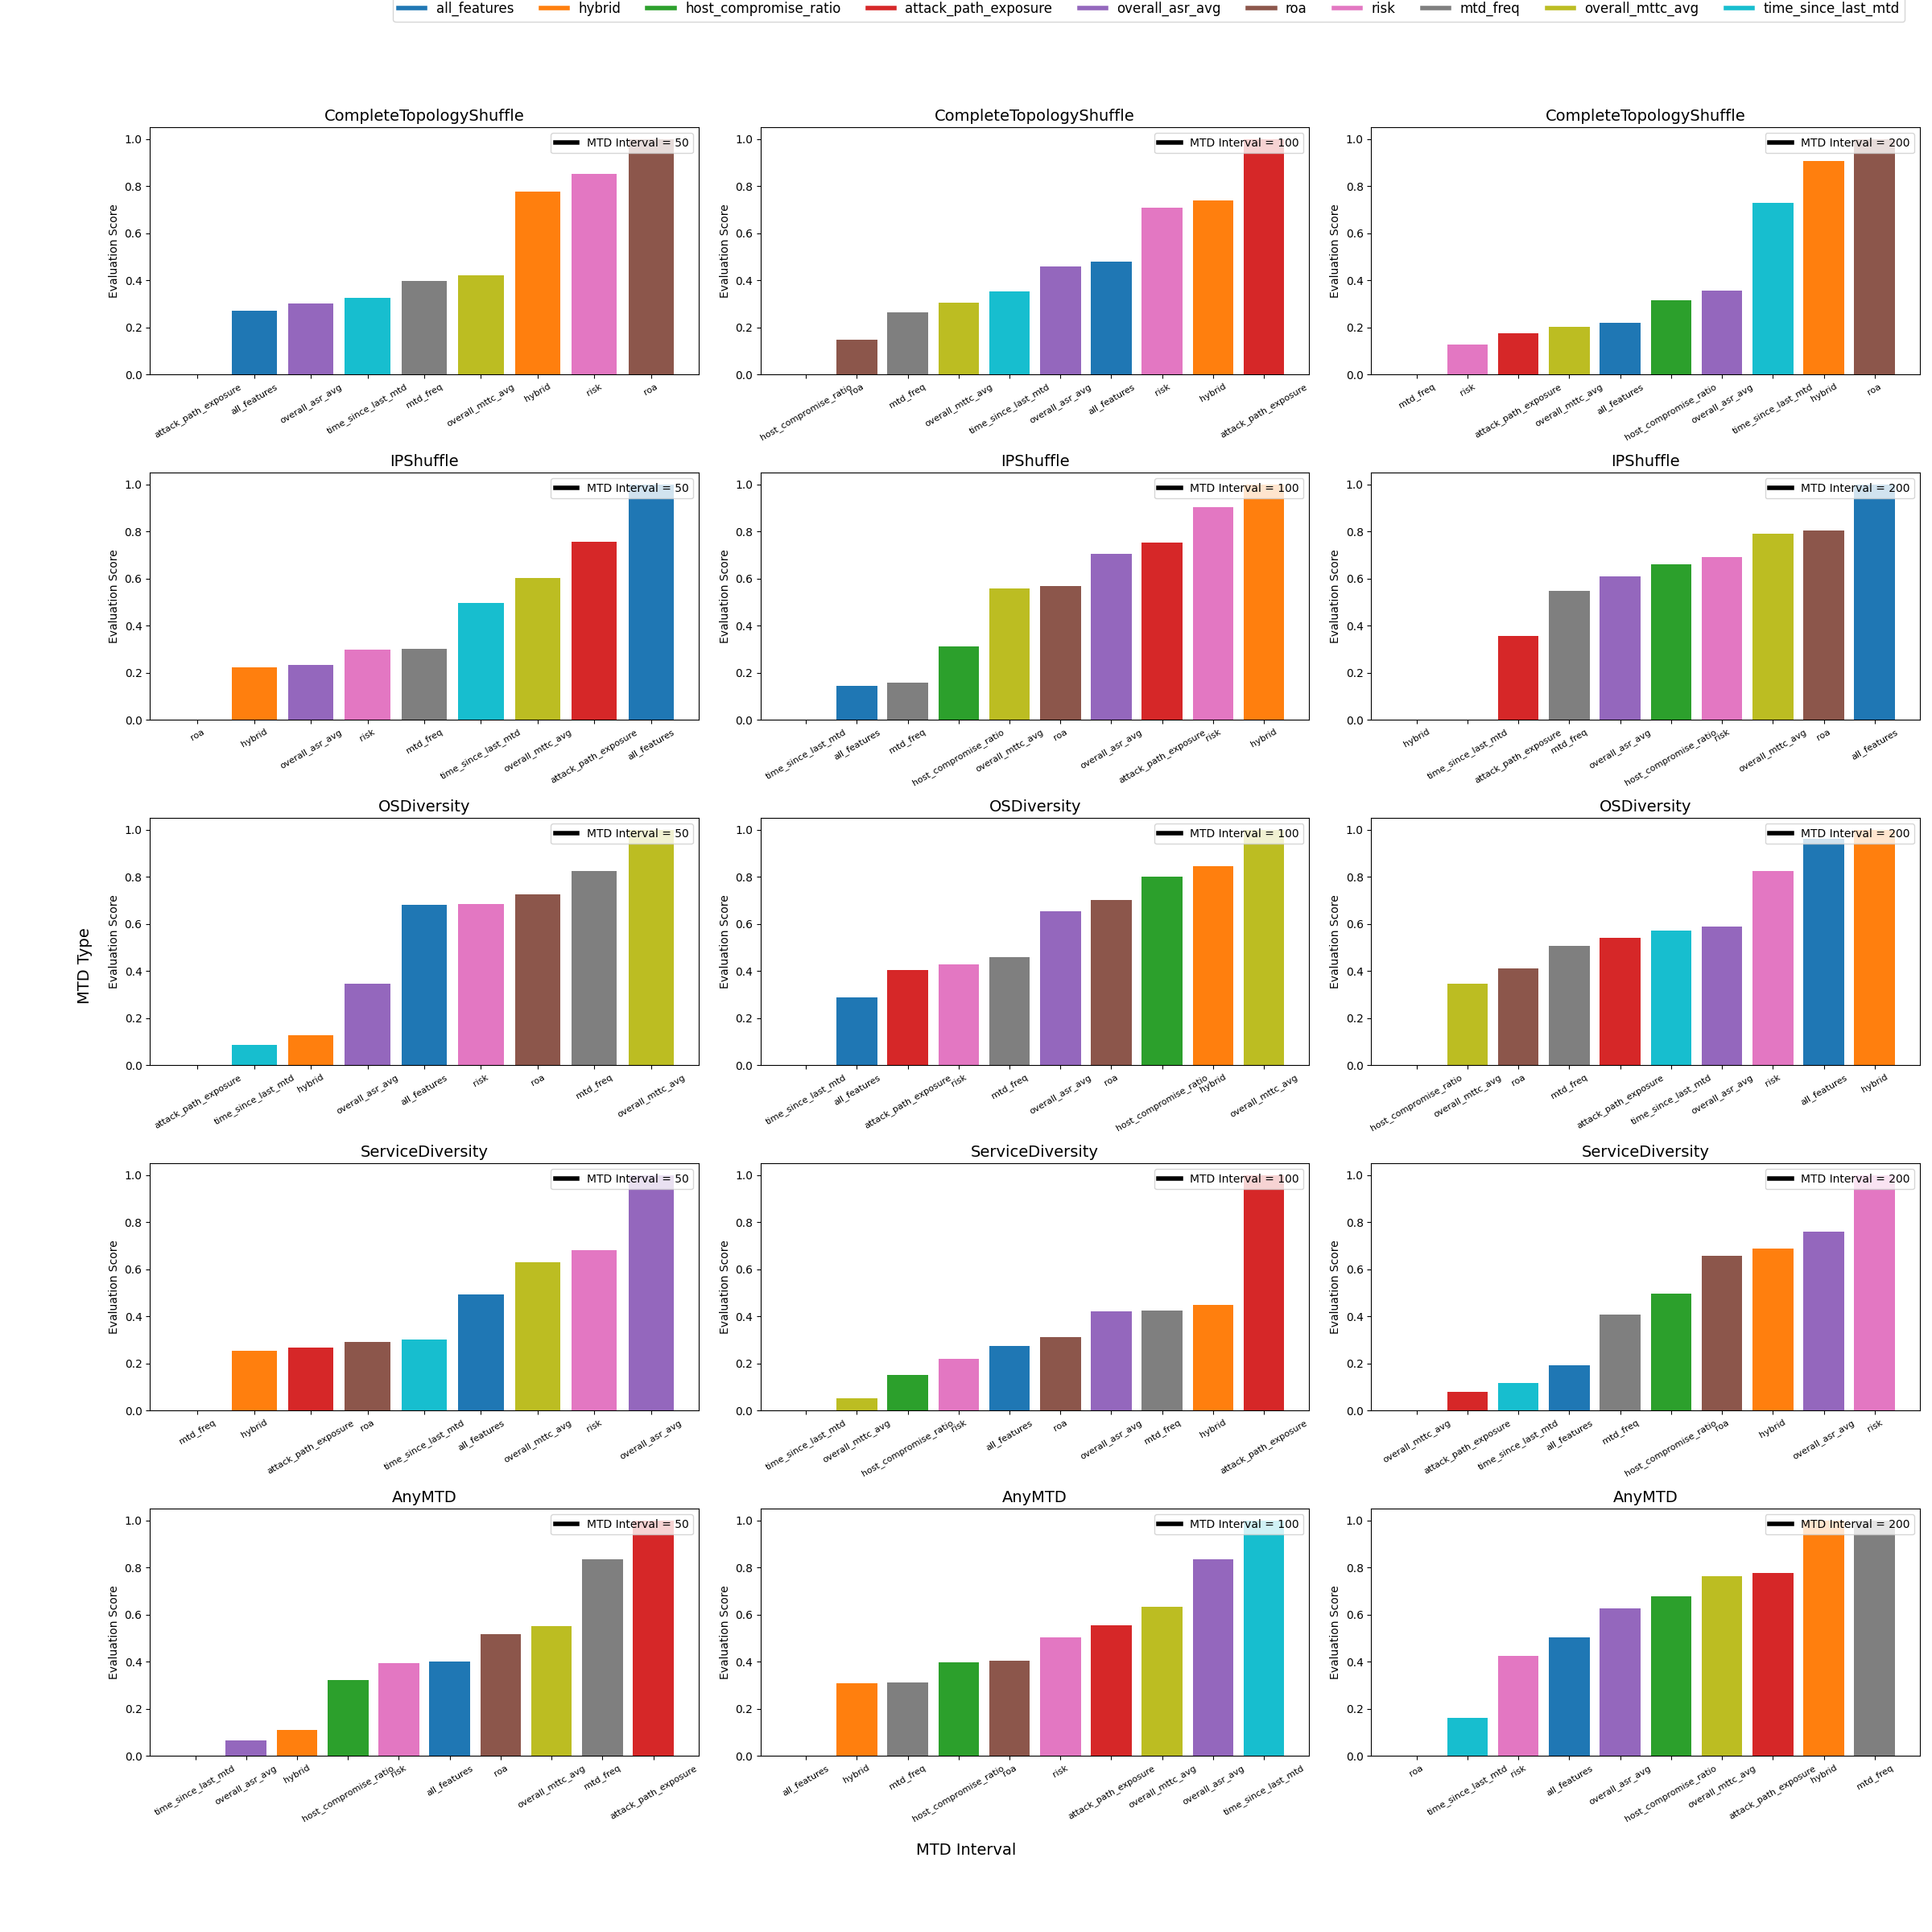 all_features hybrid host_compromise_ratio attack_path_exposure overall_asr_avg roa risk mtd_freq overall_mttc_avg time_since_last_mtd
CompleteTopologyShuffle
MTD Interval = 50
Evaluation Score
0.0 0.2 0.4 0.6 0.8 1.0
attack_path_exposure all_features overall_asr_avg time_since_last_mtd mtd_freq overall_mttc_avg hybrid risk roa
CompleteTopologyShuffle
MTD Interval = 100
Evaluation Score
0.0 0.2 0.4 0.6 0.8 1.0
host_compromise_ratio roa mtd_freq overall_mttc_avg time_since_last_mtd overall_asr_avg all_features risk hybrid attack_path_exposure
CompleteTopologyShuffle
MTD Interval = 200
Evaluation Score
0.0 0.2 0.4 0.6 0.8 1.0
mtd_freq risk attack_path_exposure overall_mttc_avg all_features host_compromise_ratio overall_asr_avg time_since_last_mtd hybrid roa
IPShuffle
MTD Interval = 50
Evaluation Score
0.0 0.2 0.4 0.6 0.8 1.0
roa hybrid overall_asr_avg risk mtd_freq time_since_last_mtd overall_mttc_avg attack_path_exposure all_features
IPShuffle
MTD Interval = 100
Evaluation Score
0.0 0.2 0.4 0.6 0.8 1.0
time_since_last_mtd all_features mtd_freq host_compromise_ratio overall_mttc_avg roa overall_asr_avg attack_path_exposure risk hybrid
IPShuffle
MTD Interval = 200
Evaluation Score
0.0 0.2 0.4 0.6 0.8 1.0
hybrid time_since_last_mtd attack_path_exposure mtd_freq overall_asr_avg host_compromise_ratio risk overall_mttc_avg roa all_features
MTD Type
OSDiversity
MTD Interval = 50
Evaluation Score
0.0 0.2 0.4 0.6 0.8 1.0
attack_path_exposure time_since_last_mtd hybrid overall_asr_avg all_features risk roa mtd_freq overall_mttc_avg
OSDiversity
MTD Interval = 100
Evaluation Score
0.0 0.2 0.4 0.6 0.8 1.0
time_since_last_mtd all_features attack_path_exposure risk mtd_freq overall_asr_avg roa host_compromise_ratio hybrid overall_mttc_avg
OSDiversity
MTD Interval = 200
Evaluation Score
0.0 0.2 0.4 0.6 0.8 1.0
host_compromise_ratio overall_mttc_avg roa mtd_freq attack_path_exposure time_since_last_mtd overall_asr_avg risk all_features hybrid
ServiceDiversity
MTD Interval = 50
Evaluation Score
0.0 0.2 0.4 0.6 0.8 1.0
mtd_freq hybrid attack_path_exposure roa time_since_last_mtd all_features overall_mttc_avg risk overall_asr_avg
ServiceDiversity
MTD Interval = 100
Evaluation Score
0.0 0.2 0.4 0.6 0.8 1.0
time_since_last_mtd overall_mttc_avg host_compromise_ratio risk all_features roa overall_asr_avg mtd_freq hybrid attack_path_exposure
ServiceDiversity
MTD Interval = 200
Evaluation Score
0.0 0.2 0.4 0.6 0.8 1.0
overall_mttc_avg attack_path_exposure time_since_last_mtd all_features mtd_freq host_compromise_ratio roa hybrid overall_asr_avg risk
AnyMTD
MTD Interval = 50
Evaluation Score
0.0 0.2 0.4 0.6 0.8 1.0
time_since_last_mtd overall_asr_avg hybrid host_compromise_ratio risk all_features roa overall_mttc_avg mtd_freq attack_path_exposure
AnyMTD
MTD Interval = 100
Evaluation Score
0.0 0.2 0.4 0.6 0.8 1.0
all_features hybrid mtd_freq host_compromise_ratio roa risk attack_path_exposure overall_mttc_avg overall_asr_avg time_since_last_mtd
AnyMTD
MTD Interval = 200
Evaluation Score
0.0 0.2 0.4 0.6 0.8 1.0
roa time_since_last_mtd risk all_features overall_asr_avg host_compromise_ratio overall_mttc_avg attack_path_exposure hybrid mtd_freq
MTD Interval